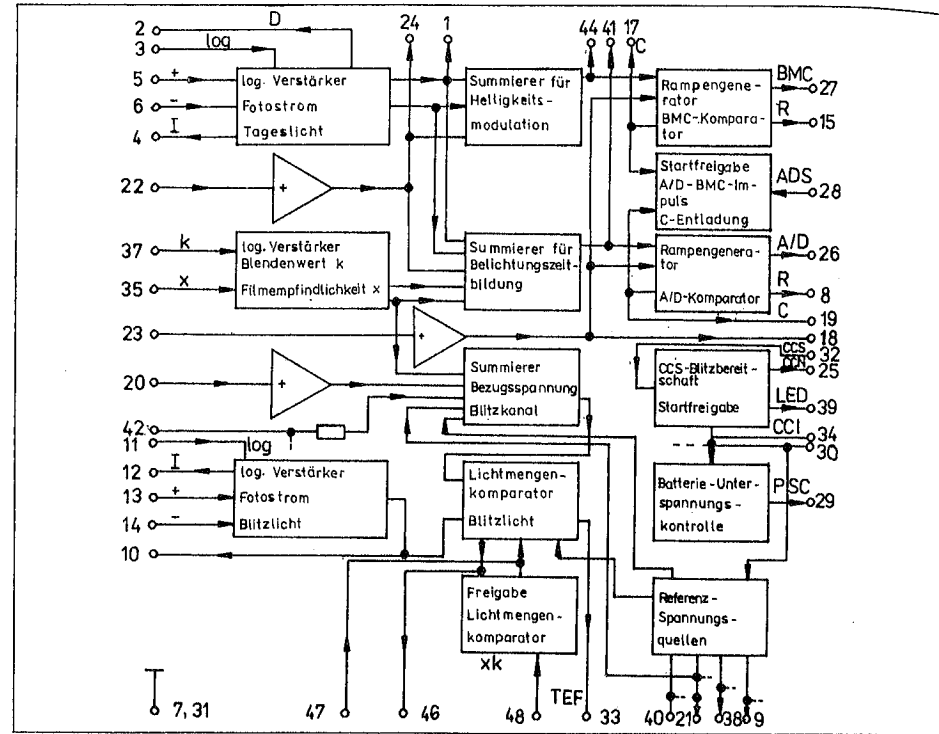 2
D
24
1
44
41
17
C
3
log
5
+
log. Verstärker
Fotostrom
Tageslicht
6
-
4
I
Summierer für
Helligkeits-
modulation
Rampengene-
rator
BMC-Kompara-
tor
BMC
27
R
15
22
+
Startfreigabe
A/D-BMC-Im-
puls
C-Entladung
ADS
28
37
k
log. Verstärker
Blendenwert k
Filmempfindlichkeit x
35
x
Summierer für
Belichtungszeit-
bildung
Rampengenera-
tor
A/D-Komparator
A/D
26
R
8
C
19
23
+
18
CCS
32
CCN
25
20
+
Summierer
Bezugsspannung
Blitzkanal
CCS-Blitzbereit-
schaft
Startfreigabe
LED
39
42
CCI
34
11
log
30
12
I
log. Verstärker
Fotostrom
Blitzlicht
13
+
14
-
Lichtmengen-
komparator
Blitzlicht
Batterie-Unter-
spannungs-
kontrolle
PSC
29
10
Freigabe
Lichtmengen-
komparator
xk
Referenz-
Spannungs-
quellen
TEF
7, 31
47
46
48
33
40
21
38
9